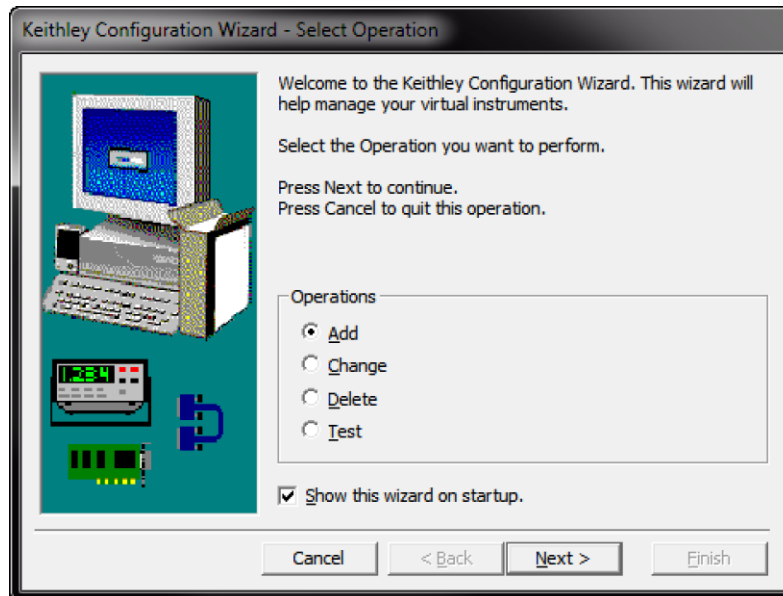 Keithley Configuration Wizard - Select Operation
Welcome to the Keithley Configuration Wizard. This wizard will
help manage your virtual instruments.
Select the Operation you want to perform.
Press Next to continue.
Press Cancel to quit this operation.
Operations
Add
Change
Delete
Test
Show this wizard on startup.
1.234
Cancel
< Back
Next >
Finish